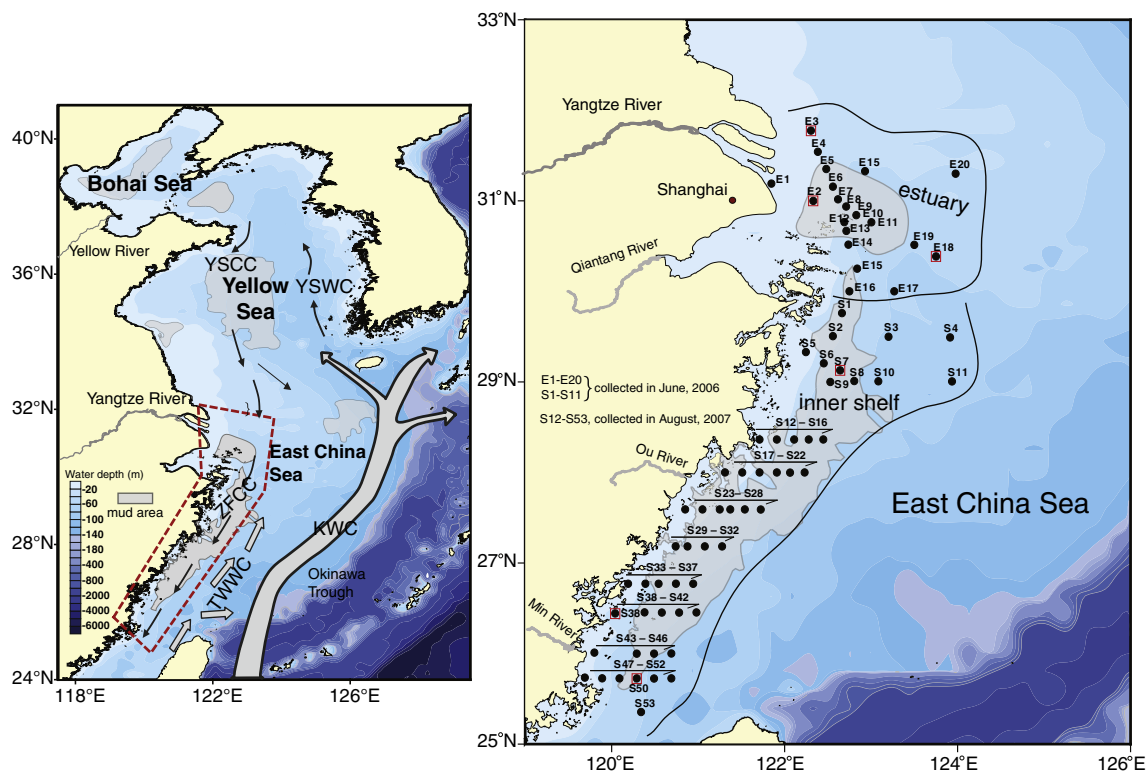 40°N
36°N
32°N
28°N
24°N
118°E
122°E
126°E
Bohai Sea
Yellow River
YSCC
Yellow
Sea
YSWC
Yangtze River
East China
Sea
Water depth (m)
-20
-60
-100
-140
-180
-400
-800
-2000
-4000
-6000
mud area
ZFCC
TWWC
KWC
Okinawa
Trough
33°N
31°N
29°N
27°N
25°N
120°E
122°E
124°E
126°E
Yangtze River
Shanghai
Qiantang River
Ou River
Min River
E3
E4
E5
E15
E20
E1
E6
E2
E7
E8
E9
E10
E12
E11
E13
E14
E19
E18
E15
E16
E17
estuary
S1
S2
S3
S4
S5
S6
S7
S8
S9
S10
S11
inner shelf
E1-E20
S1-S11
collected in June, 2006
S12-S53, collected in August, 2007
S12 – S16
S17 – S22
S23 – S28
S29 – S32
S33 – S37
S38 – S42
S38
S43 – S46
S47 – S52
S50
S53
East China Sea